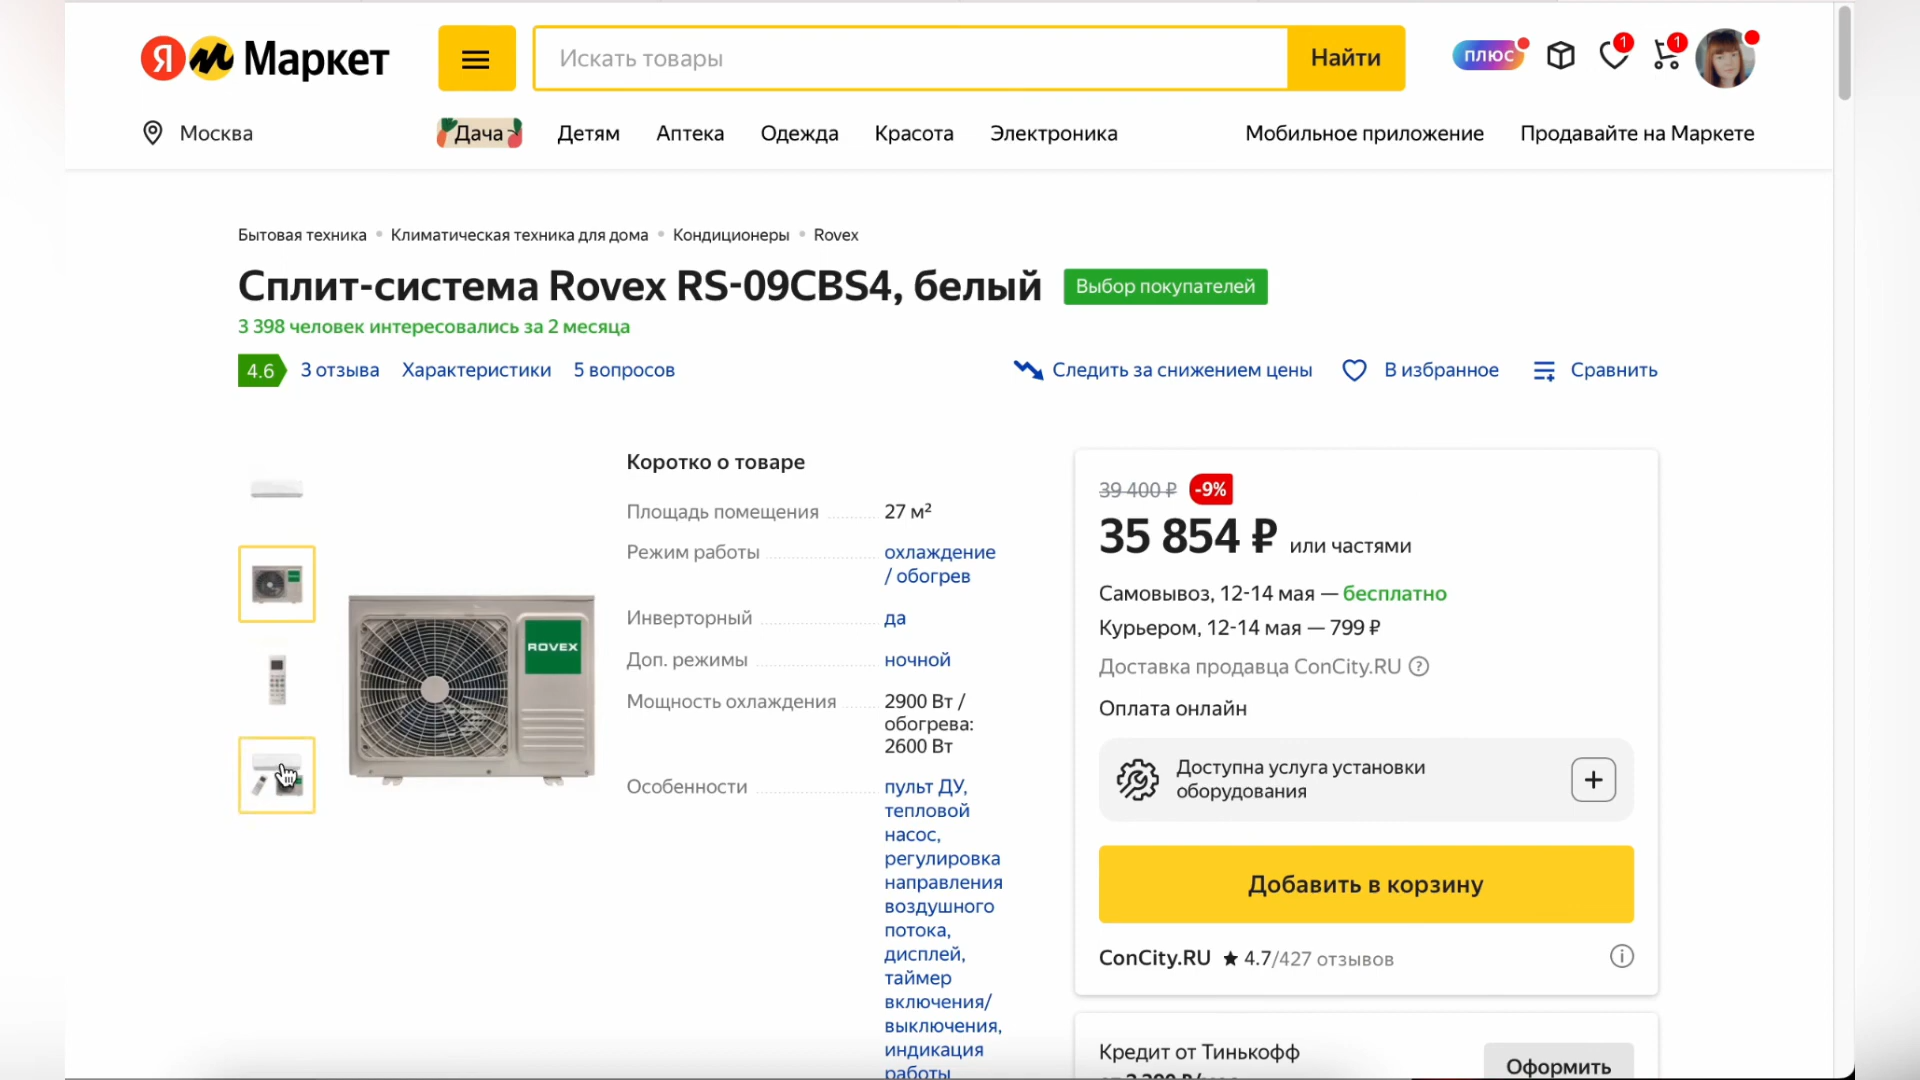 Я м Маркет
Искать товары
Найти
плюс
1
1
Москва
Дача
Детям
Аптека
Одежда
Красота
Электроника
Мобильное приложение
Продавайте на Маркете
Бытовая техника • Климатическая техника для дома • Кондиционеры • Rovex
Сплит-система Rovex RS-09CBS4, белый
Выбор покупателей
3 398 человек интересовались за 2 месяца
4.6
3 отзыва
Характеристики
5 вопросов
Следить за снижением цены
В избранное
Сравнить
ROVEX
Коротко о товаре
Площадь помещения
27 м²
Режим работы
охлаждение
/ обогрев
Инверторный
да
Доп. режимы
ночной
Мощность охлаждения
2900 Вт /
обогрева:
2600 Вт
Особенности
пульт ДУ,
тепловой
насос,
регулировка
направления
воздушного
потока,
дисплей,
таймер
включения/
выключения,
индикация
работы
39 400 ₽
-9%
35 854 ₽ или частями
Самовывоз, 12-14 мая — бесплатно
Курьером, 12-14 мая — 799 ₽
Доставка продавца ConCity.RU ?
Оплата онлайн
Доступна услуга установки
оборудования
+
Добавить в корзину
ConCity.RU ★ 4.7/427 отзывов
Кредит от Тинькофф
Оформить